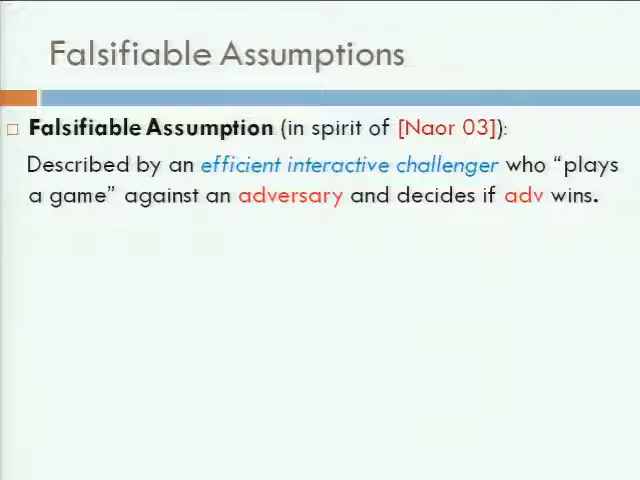 Falsifiable Assumptions
Falsifiable Assumption (in spirit of [Naor 03]):
Described by an efficient interactive challenger who “plays
a game” against an adversary and decides if adv wins.